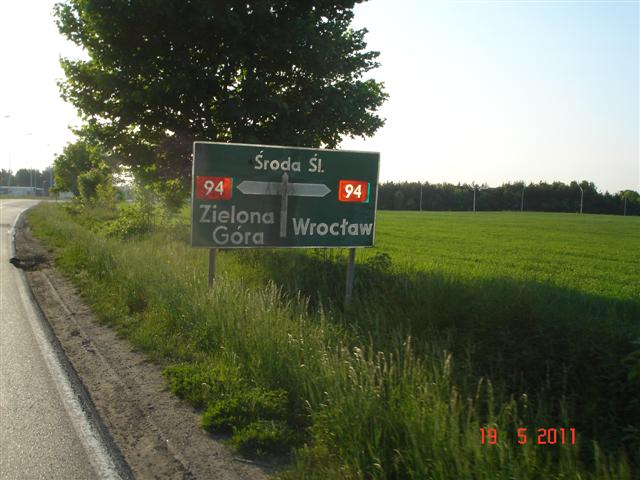 Środa Śl.
94 94
Zielona
Góra Wrocław
19 5 2011